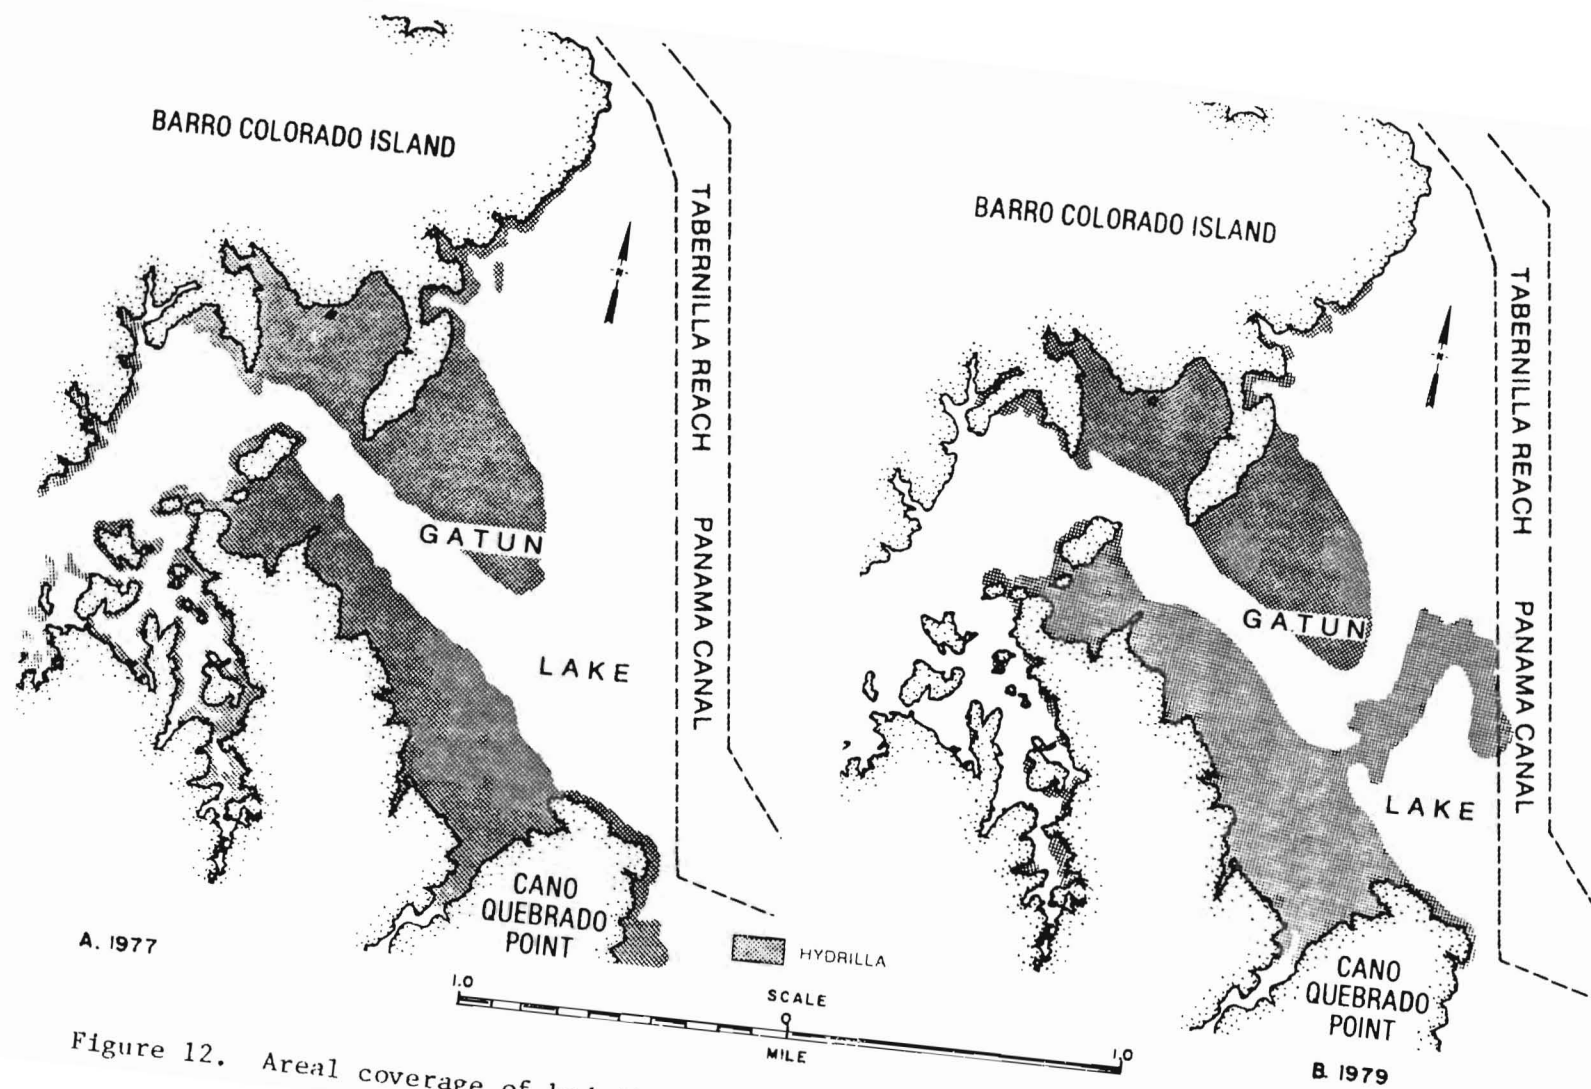 BARRO COLORADO ISLAND
TABERNILLA REACH
PANAMA CANAL
GATUN
LAKE
CANO
QUEBRADO
POINT
A. 1977
BARRO COLORADO ISLAND
TABERNILLA REACH
PANAMA CANAL
GATUN
LAKE
CANO
QUEBRADO
POINT
B. 1979
HYDRILLA
SCALE
1.0 0 1.0
MILE
Figure 12. Areal coverage of